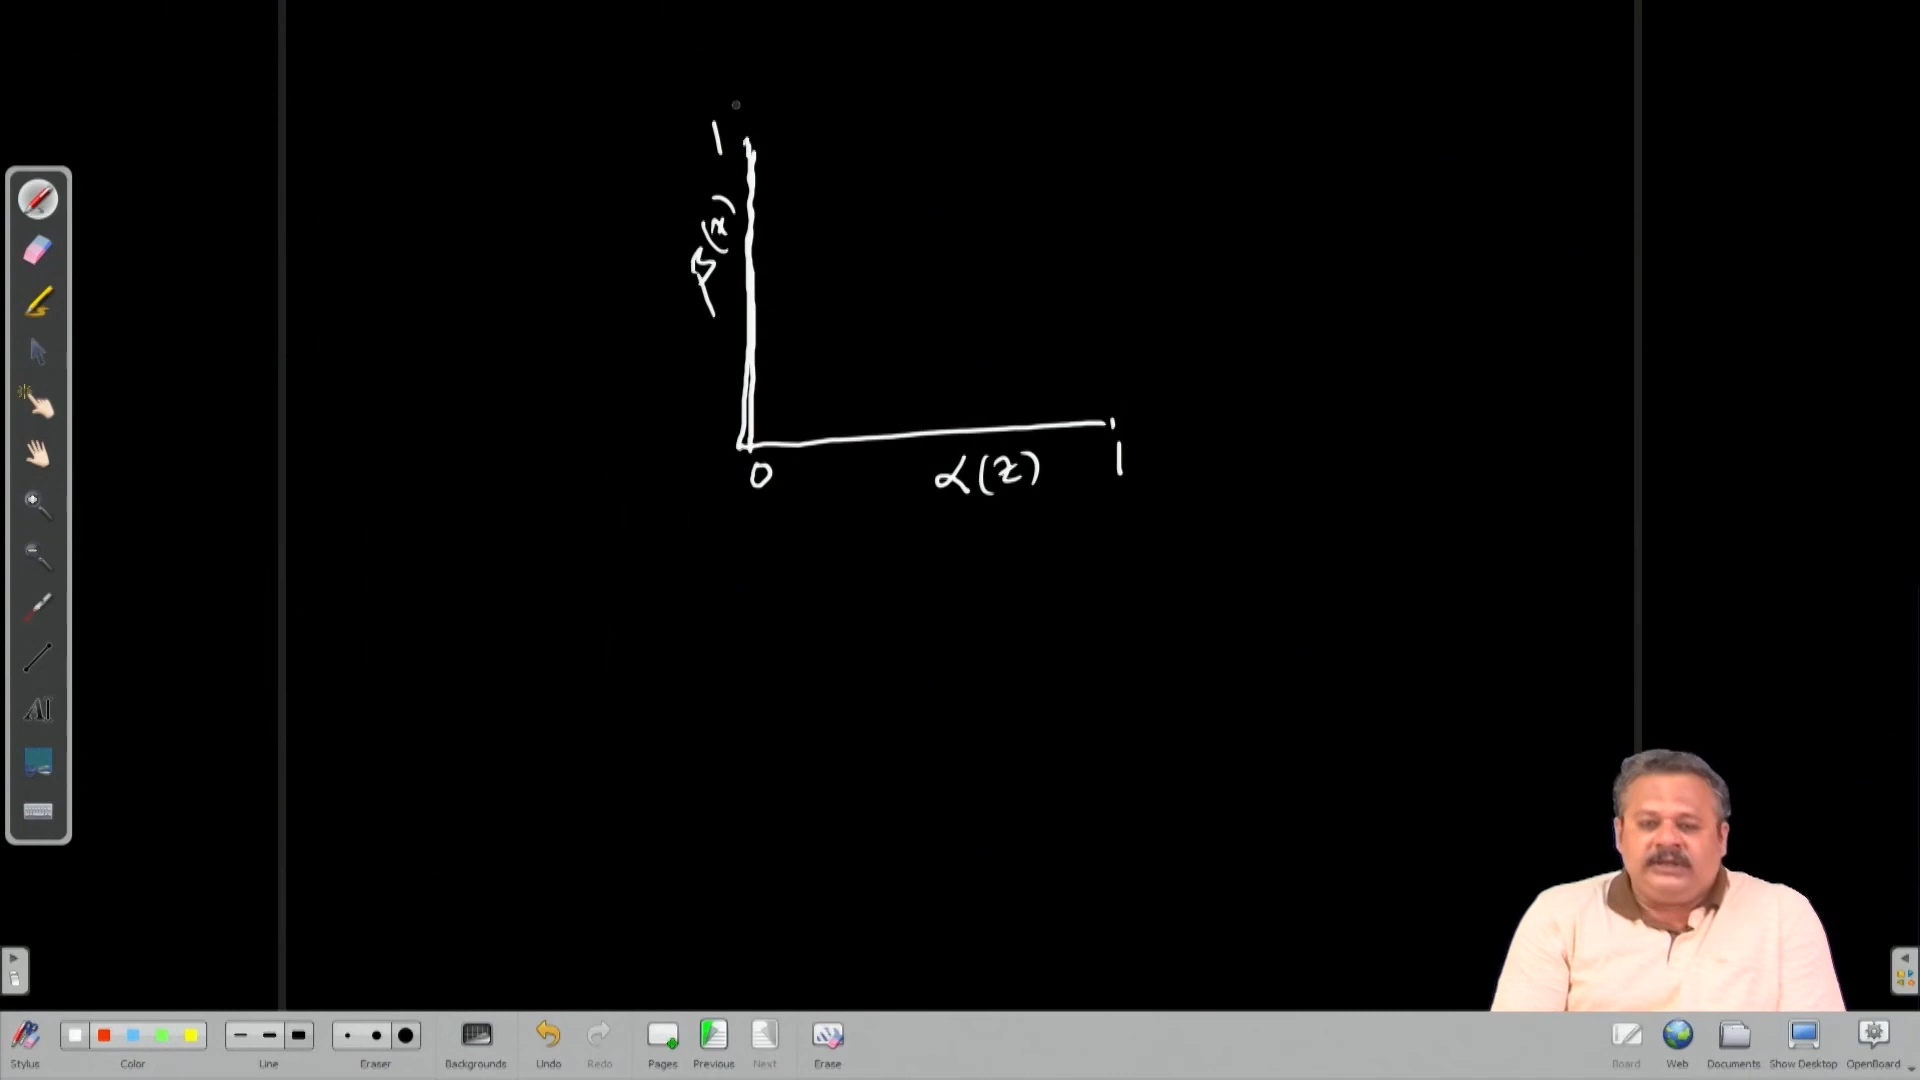 1
β(x)
0
α(z)
1
AI
Stylus
Color
Line
Eraser
Backgrounds
Undo
Redo
Pages
Previous
Next
Erase
Board
Web
Documents
Show Desktop
OpenBoard